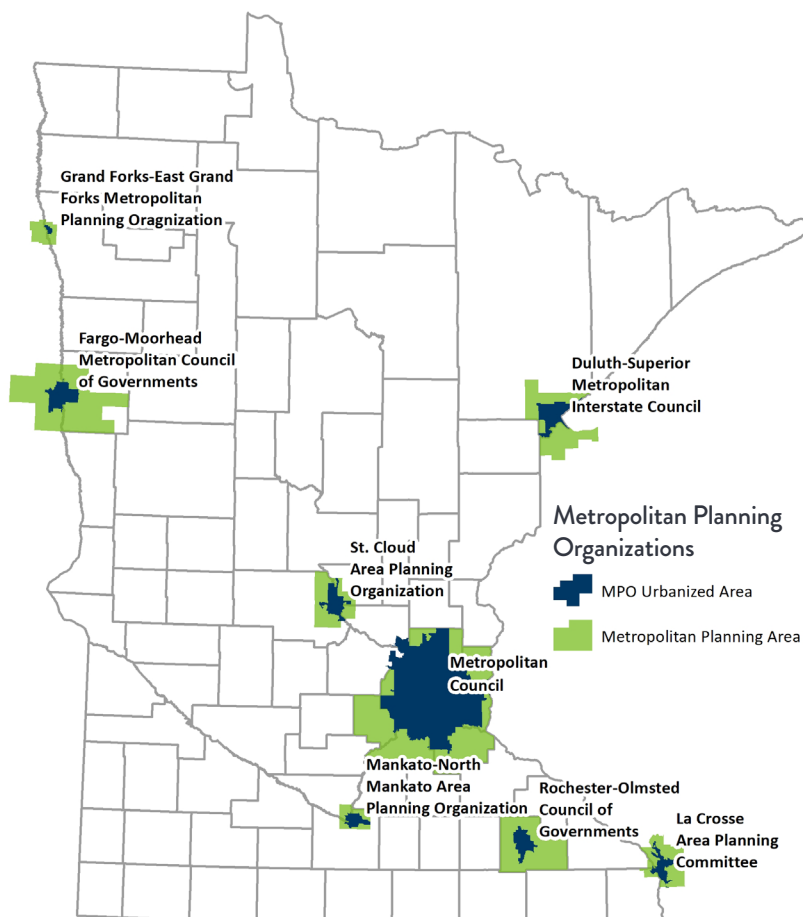 Grand Forks-East Grand
Forks Metropolitan
Planning Oragnization
Fargo-Moorhead
Metropolitan Council
of Governments
Duluth-Superior
Metropolitan
Interstate Council
St. Cloud
Area Planning
Organization
Metropolitan Planning
Organizations
MPO Urbanized Area
Metropolitan Planning Area
Metropolitan
Council
Mankato-North
Mankato Area
Planning Organization
Rochester-Olmsted
Council of
Governments
La Crosse
Area Planning
Committee